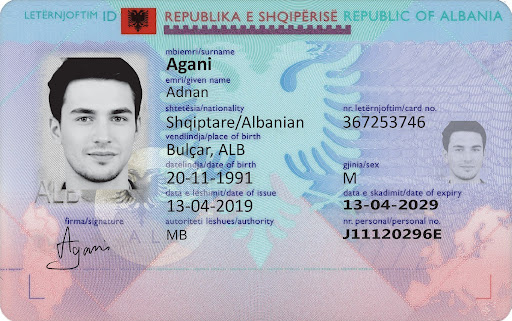 LETËRNJOFTIM ID REPUBLIKA E SHQIPËRISË REPUBLIC OF ALBANIA
mbiemri/surname
Agani
emri/given name
Adnan
shtetësia/nationality nr. letërnjoftim/card no.
Shqiptare/Albanian 367253746
vendlindja/place of birth
Bulçar, ALB
datelindja/date of birth gjinia/sex
20-11-1991 M
data e lëshimit/date of issue data e skadimit/date of expiry
13-04-2019 13-04-2029
firma/signature autoriteti lëshues/authority nr. personal/personal no.
MB J11120296E
Agani
ALB
AL